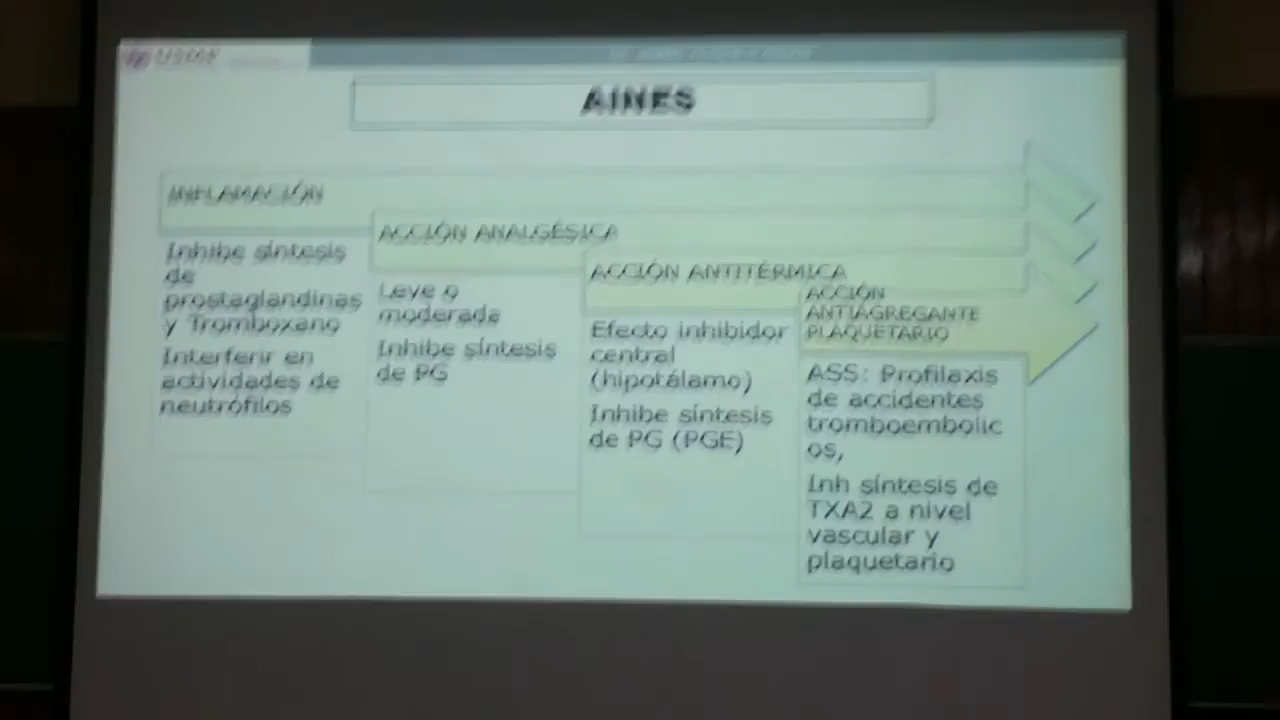 USMP
AINES
INFLAMACIÓN
Inhibe síntesis
de
prostaglandinas
y Tromboxano
Interferir en
actividades de
neutrófilos
ACCIÓN ANALGÉSICA
Leve o
moderada
Inhibe síntesis
de PG
ACCIÓN ANTITÉRMICA
Efecto inhibidor
central
(hipotálamo)
Inhibe síntesis
de PG (PGE)
ACCIÓN
ANTIAGREGANTE
PLAQUETARIO
ASS: Profilaxis
de accidentes
tromboembolic
os,
Inh síntesis de
TXA2 a nivel
vascular y
plaquetario